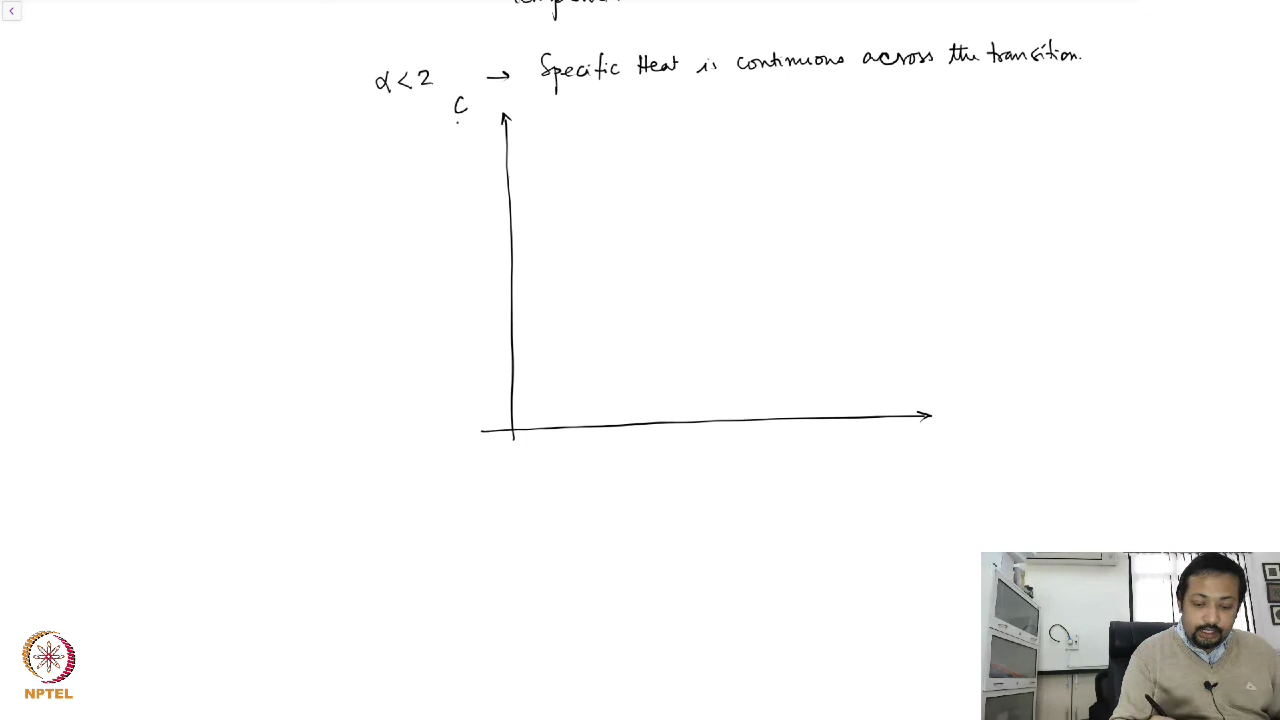 α < 2 → Specific Heat is continuous across the transition.
C
NPTEL